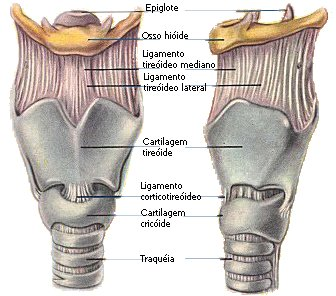 Epiglote
Osso hióide
Ligamento
tireóideo mediano
Ligamento
tireóideo lateral
Cartilagem
tireóide
Ligamento
corticotireóideo
Cartilagem
cricóide
Traquéia